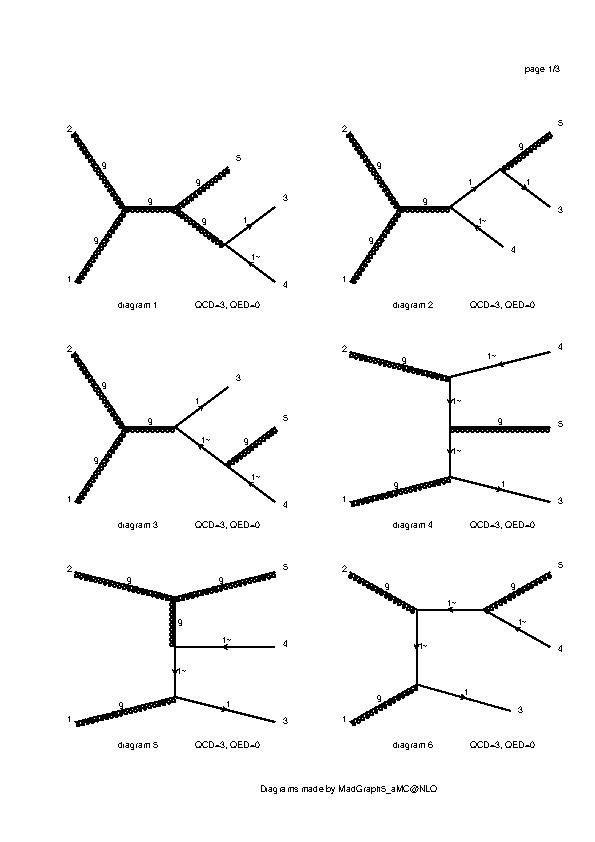 page 1/3
2
g
g
g
g
5
g
1
3
1~
4
1
diagram 1 QCD=3, QED=0
2
g
g
g
1
g
5
1
3
1~
4
1
diagram 2 QCD=3, QED=0
2
g
g
g
1
3
1~
g
5
1~
4
1
diagram 3 QCD=3, QED=0
2
g
1~
4
1~
5
g
1~
g
1
1
3
diagram 4 QCD=3, QED=0
2
g
g
5
g
4
1~
1~
g
1
1
3
diagram 5 QCD=3, QED=0
2
g
1~
g
5
1~
4
1~
g
1
1
3
diagram 6 QCD=3, QED=0
Diagrams made by MadGraph5_aMC@NLO